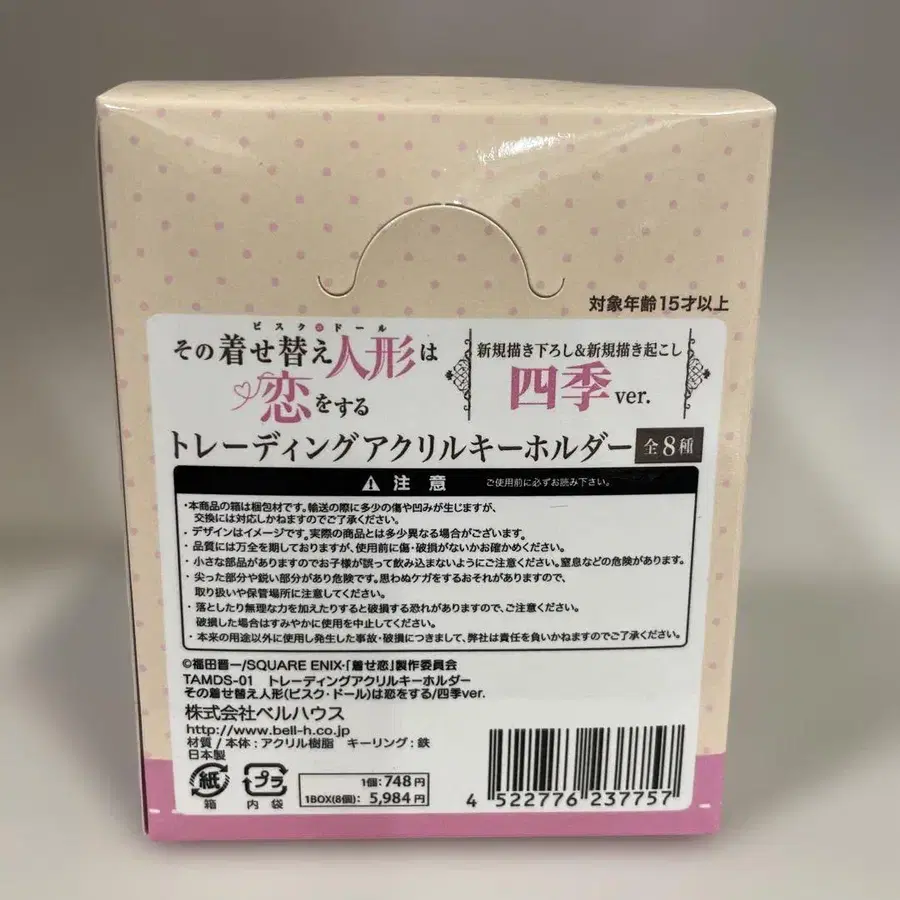 対象年齢15才以上
ビスク・ドール
その着せ替え人形は
恋をする
新規描き下ろし&新規描き起こし
四季ver.
トレーディングアクリルキーホルダー 全8種
注 意 ご使用前に必ずお読み下さい。
・本商品の箱は梱包材です。輸送の際に多少の傷や凹みが生じますが、
交換には対応しかねますのでご了承ください。
・デザインはイメージです。実際の商品とは多少異なる場合がございます。
・品質には万全を期しておりますが、使用前に傷・破損がないかお確かめください。
・小さな部品がありますのでお子様が誤って飲み込まないようにご注意ください。窒息などの危険があります。
・尖った部分や鋭い部分があり危険です。思わぬケガをするおそれがありますので、
取り扱いや保管場所に注意してください。
・落としたり無理な力を加えたりすると破損する恐れがありますので、ご注意ください。
破損した場合はすみやかに使用を中止してください。
・本来の用途以外に使用し発生した事故・破損につきまして、弊社は責任を負いかねますのでご了承ください。
©福田晋一/SQUARE ENIX・「着せ恋」製作委員会
TAMDS-01 トレーディングアクリルキーホルダー
その着せ替え人形(ビスク・ドール)は恋をする/四季ver.
株式会社ベルハウス
http://www.bell-h.co.jp
材質/本体:アクリル樹脂 キーリング:鉄
日本製
紙 プラ
箱 内袋
1個:748円
1BOX(8個):5,984円
4 522776 237757